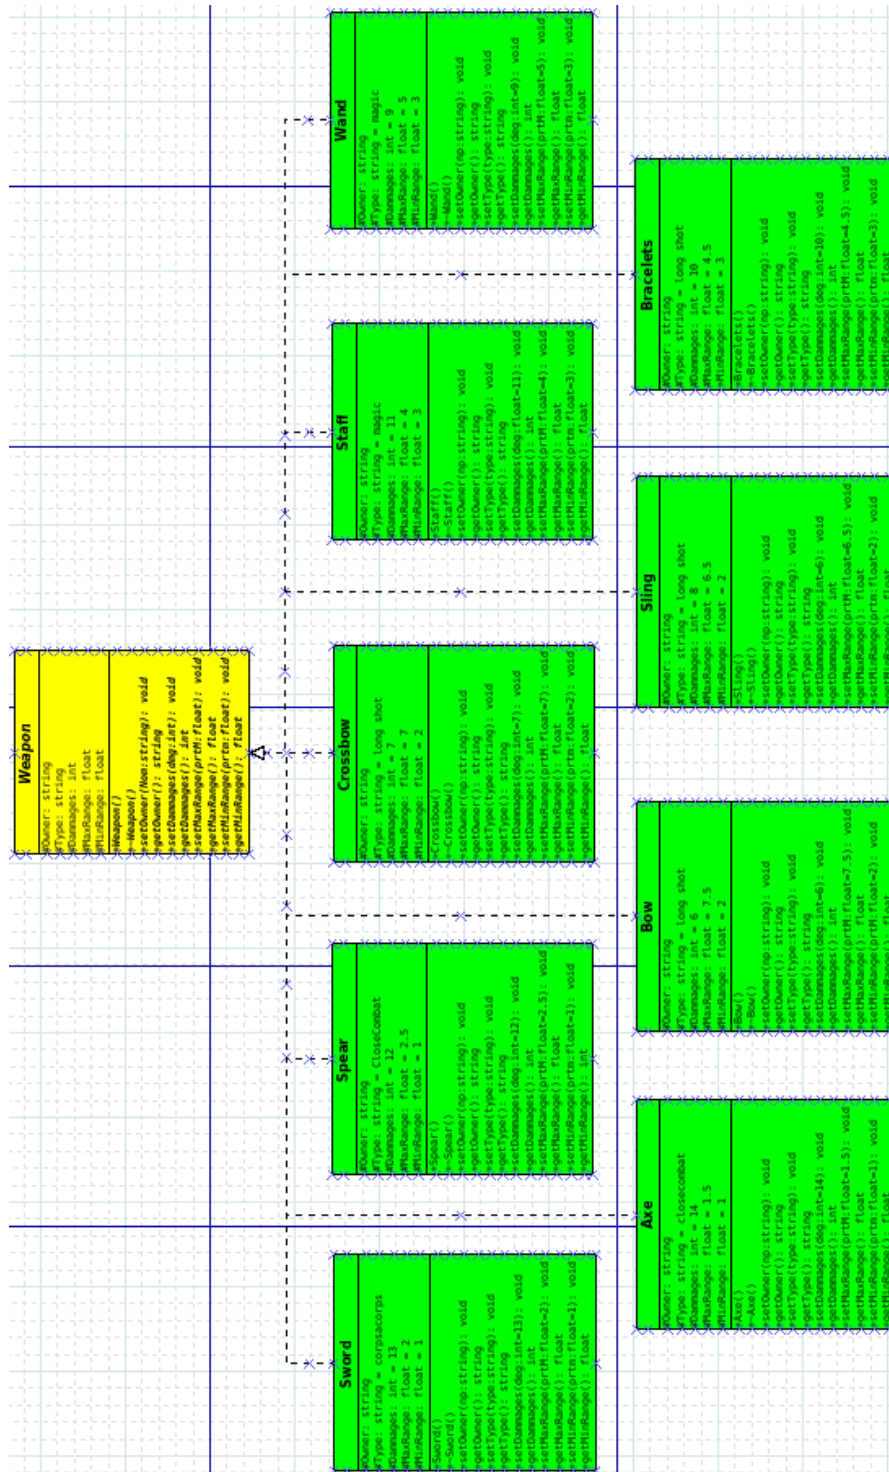 Weapon
#Owner: string
#Type: string
#Dammages: int
#MaxRange: float
#MinRange: float
+Weapon()
+~Weapon()
+setOwner(Nom:string): void
+getOwner(): string
+setDammages(deg:int): void
+getDammages(): int
+setMaxRange(prtM:float): void
+getMaxRange(): float
+setMinRange(prtm:float): void
+getMinRange(): float
Sword
#Owner: string
#Type: string = corpsacorps
#Dammages: int = 13
#MaxRange: float = 2
#MinRange: float = 1
+Sword()
+~Sword()
+setOwner(np:string): void
+getOwner(): string
+setType(type:string): void
+getType(): string
+setDammages(deg:int=13): void
+getDammages(): int
+setMaxRange(prtM:float=2): void
+getMaxRange(): float
+setMinRange(prtm:float=1): void
+getMinRange(): float
Spear
#Owner: string
#Type: string = CloseCombat
#Dammages: int = 12
#MaxRange: float = 2.5
#MinRange: float = 1
+Spear()
+~Spear()
+setOwner(np:string): void
+getOwner(): string
+setType(type:string): void
+getType(): string
+setDammages(deg:int=12): void
+getDammages(): int
+setMaxRange(prtM:float=2.5): void
+getMaxRange(): float
+setMinRange(prtm:float=1): void
+getMinRange(): int
Crossbow
#Owner: string
#Type: string = long shot
#Dammages: int = 7
#MaxRange: float = 7
#MinRange: float = 2
+Crossbow()
+~Crossbow()
+setOwner(np:string): void
+getOwner(): string
+setType(type:string): void
+getType(): string
+setDammages(deg:int=7): void
+getDammages(): int
+setMaxRange(prtM:float=7): void
+getMaxRange(): float
+setMinRange(prtm:float=2): void
+getMinRange(): float
Staff
#Owner: string
#Type: string = magic
#Dammages: int = 11
#MaxRange: float = 4
#MinRange: float = 3
+Staff()
+~Staff()
+setOwner(np:string): void
+getOwner(): string
+setType(type:string): void
+getType(): string
+setDammages(deg:float=11): void
+getDammages(): int
+setMaxRange(prtM:float=4): void
+getMaxRange(): float
+setMinRange(prtm:float=3): void
+getMinRange(): float
Wand
#Owner: string
#Type: string = magic
#Dammages: int = 9
#MaxRange: float = 5
#MinRange: float = 3
+Wand()
+~Wand()
+setOwner(np:string): void
+getOwner(): string
+setType(type:string): void
+getType(): string
+setDammages(deg:int=9): void
+getDammages(): int
+setMaxRange(prtM:float=5): void
+getMaxRange(): float
+setMinRange(prtm:float=3): void
+getMinRange(): float
Axe
#Owner: string
#Type: string = closecombat
#Dammages: int = 14
#MaxRange: float = 1.5
#MinRange: float = 1
+Axe()
+~Axe()
+setOwner(np:string): void
+getOwner(): string
+setType(type:string): void
+getType(): string
+setDammages(deg:int=14): void
+getDammages(): int
+setMaxRange(prtM:float=1.5): void
+getMaxRange(): float
+setMinRange(prtm:float=1): void
+getMinRange(): float
Bow
#Owner: string
#Type: string = long shot
#Dammages: int = 6
#MaxRange: float = 7.5
#MinRange: float = 2
+Bow()
+~Bow()
+setOwner(np:string): void
+getOwner(): string
+setType(type:string): void
+getType(): string
+setDammages(deg:int=6): void
+getDammages(): int
+setMaxRange(prtM:float=7.5): void
+getMaxRange(): float
+setMinRange(prtM:float=2): void
+getMinRange(): float
Sling
#Owner: string
#Type: string = long shot
#Dammages: int = 8
#MaxRange: float = 6.5
#MinRange: float = 2
+Sling()
+~Sling()
+setOwner(np:string): void
+getOwner(): string
+setType(type:string): void
+getType(): string
+setDammages(deg:int=6): void
+getDammages(): int
+setMaxRange(prtM:float=6.5): void
+getMaxRange(): float
+setMinRange(prtm:float=2): void
+getMinRange(): float
Bracelets
#Owner: string
#Type: string = long shot
#Dammages: int = 10
#MaxRange: float = 4.5
+MinRange: float = 3
+Bracelets()
+~Bracelets()
+setOwner(np:string): void
+getOwner(): string
+setType(type:string): void
+getType(): string
+setDammages(deg:int=10): void
+getDammages(): int
+setMaxRange(prtM:float=4.5): void
+getMaxRange(): float
+setMinRange(prtm:float=3): void
+getMinRange(): float